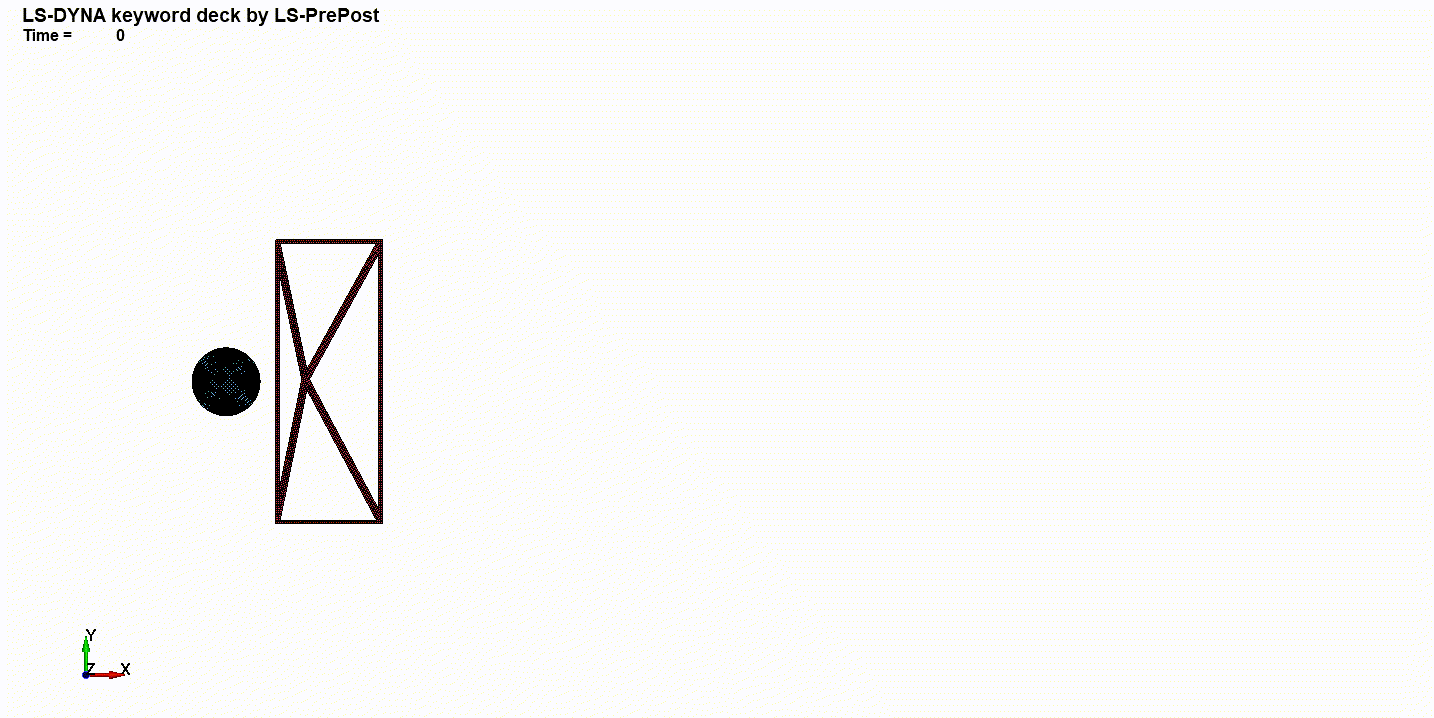 LS-DYNA keyword deck by LS-PrePost
Time = 0
Y
Z X